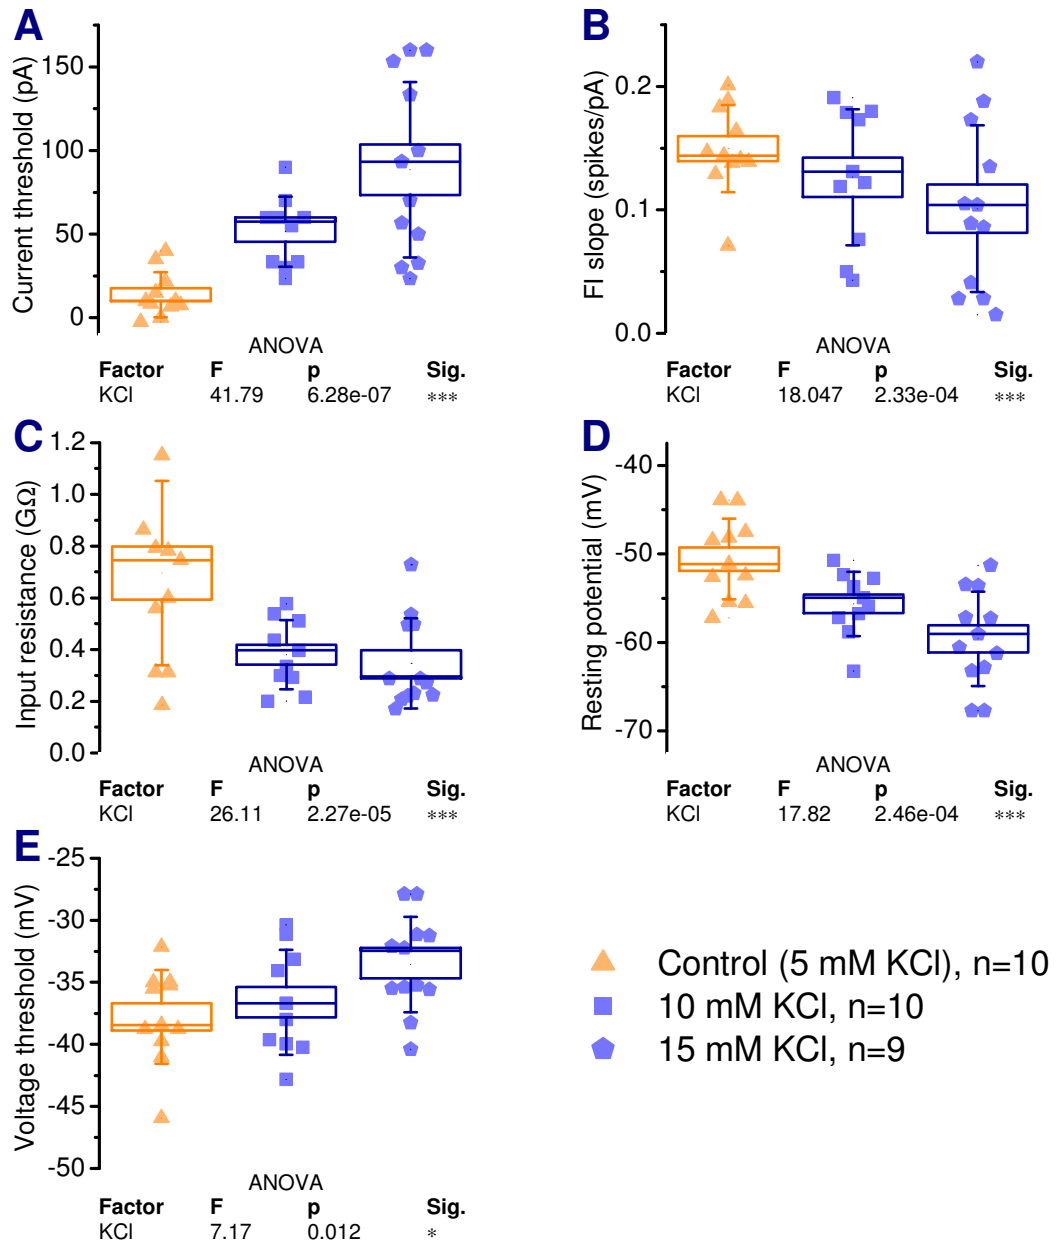 A
B
150
100
50
0
Current threshold (pA)
0.2
0.1
0.0
FI slope (spikes/pA)
ANOVA
Factor F p Sig.
KCl 41.79 6.28e-07 ***
ANOVA
Factor F p Sig.
KCl 18.047 2.33e-04 ***
C
D
1.2
1.0
0.8
0.6
0.4
0.2
0.0
Input resistance (GΩ)
-40
-50
-60
-70
Resting potential (mV)
ANOVA
Factor F p Sig.
KCl 26.11 2.27e-05 ***
ANOVA
Factor F p Sig.
KCl 17.82 2.46e-04 ***
E
-25
-30
-35
-40
-45
-50
Voltage threshold (mV)
Control (5 mM KCl), n=10
10 mM KCl, n=10
15 mM KCl, n=9
ANOVA
Factor F p Sig.
KCl 7.17 0.012 *